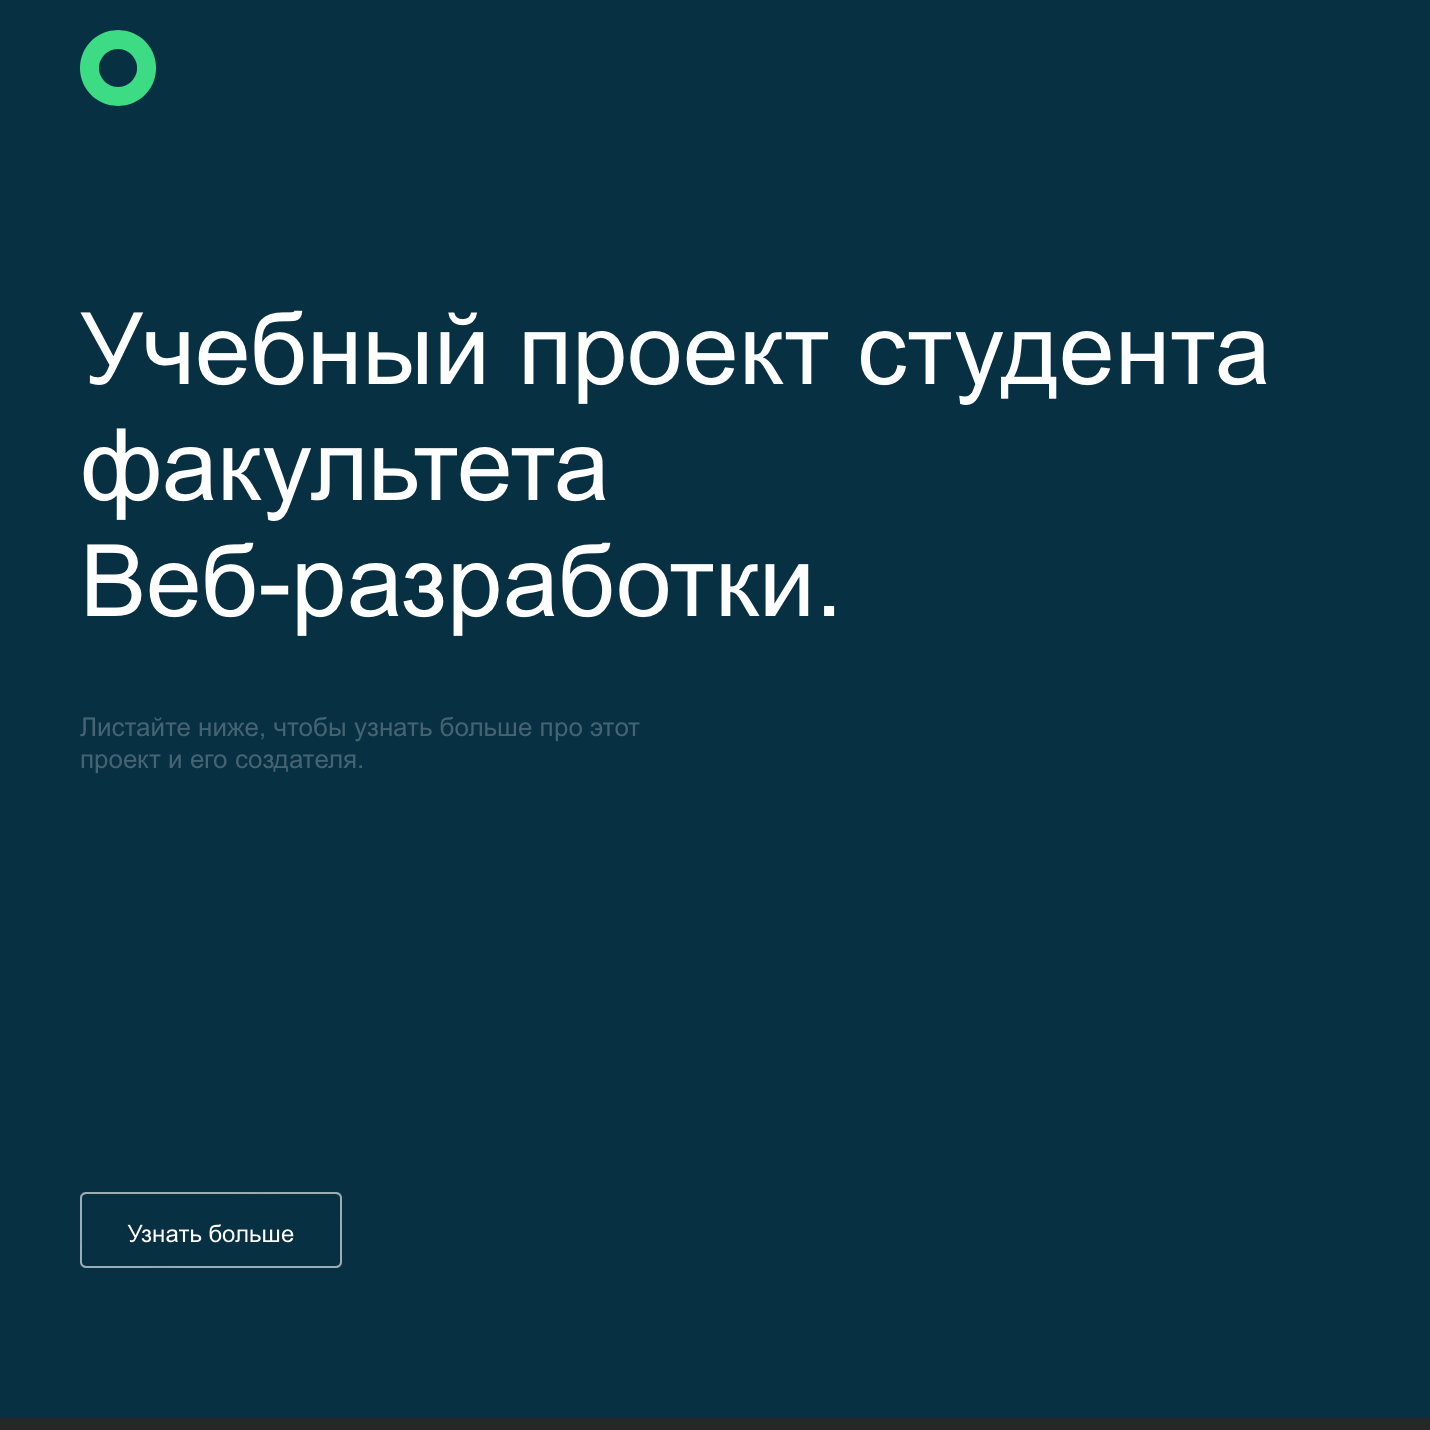 Учебный проект студента
факультета
Веб-разработки.
Листайте ниже, чтобы узнать больше про этот
проект и его создателя.
Узнать больше